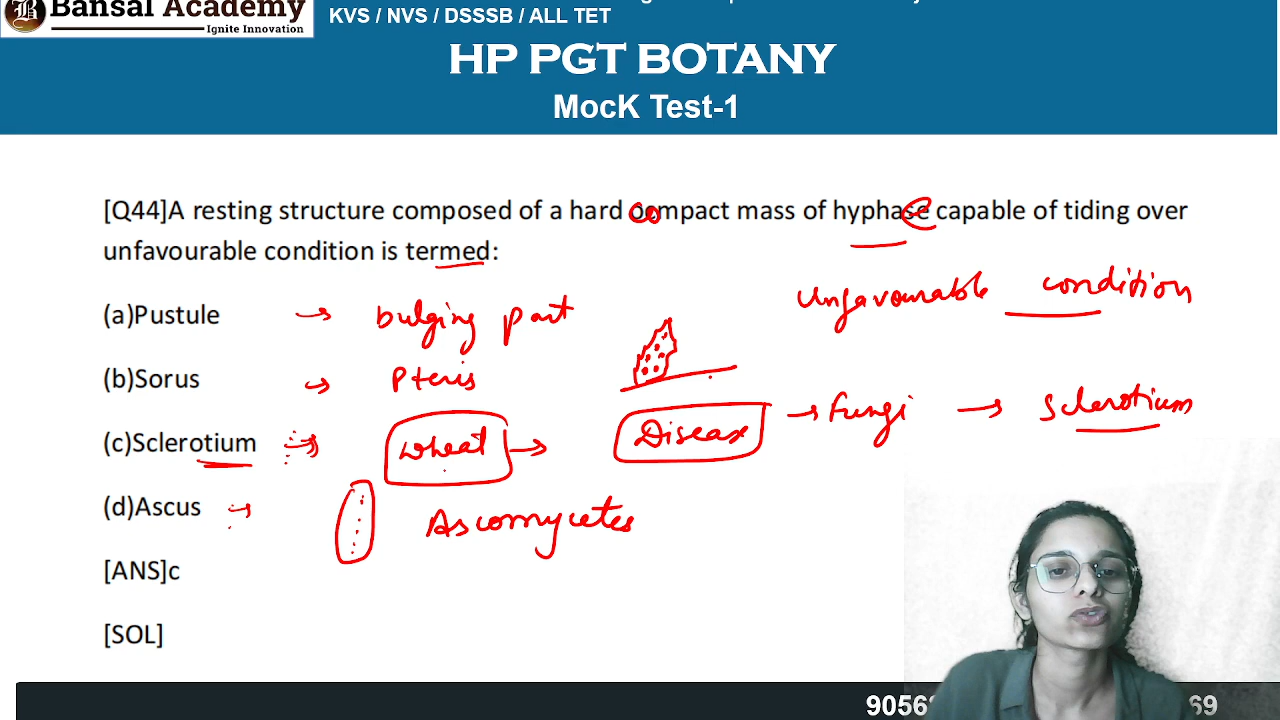 Bansal Academy
Ignite Innovation
KVS / NVS / DSSSB / ALL TET
HP PGT BOTANY
MocK Test-1
[Q44]A resting structure composed of a hard compact mass of hyphae capable of tiding over
unfavourable condition is termed:
Unfavourable condition
(a)Pustule → bulging part
(b)Sorus → Pteris
(c)Sclerotium → Wheat → Disease → Fungi → Sclerotium
(d)Ascus → Ascomycetes
[ANS]c
[SOL]
9056
69